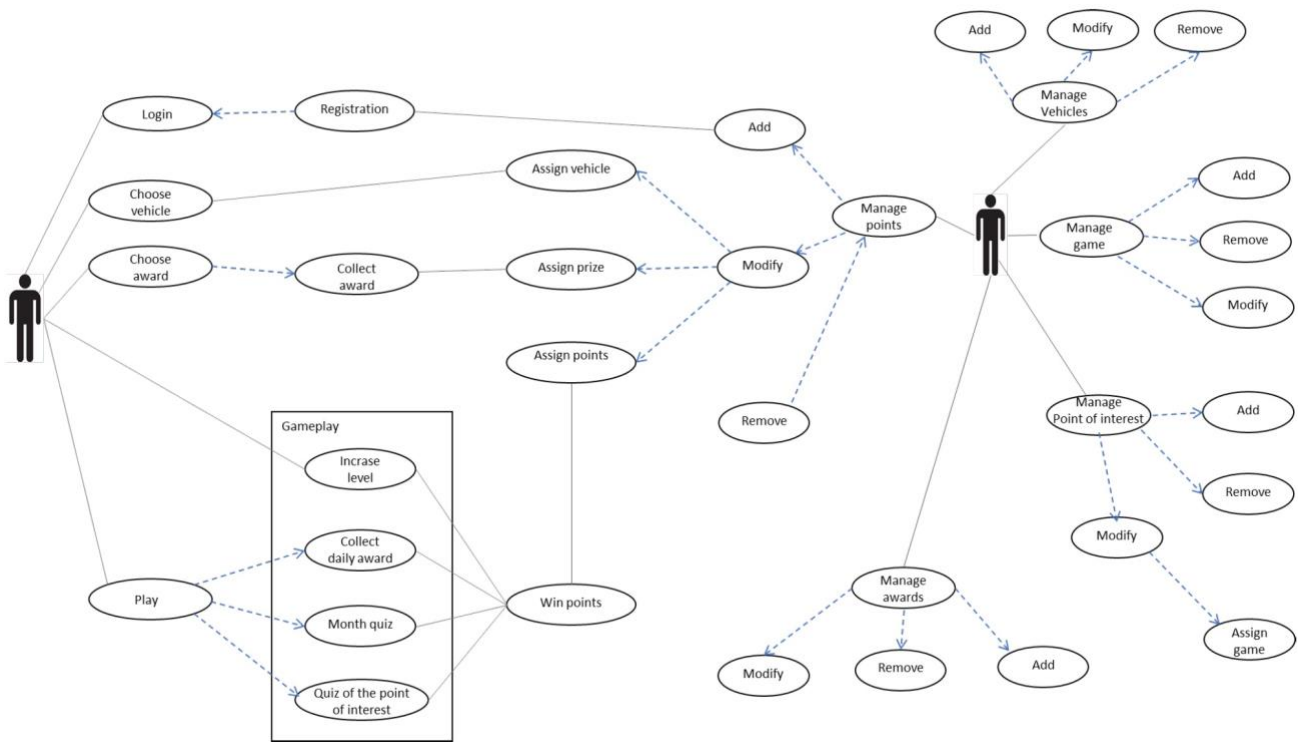 Add
Modify
Remove
Manage
Vehicles
Login
Registration
Add
Assign vehicle
Choose
vehicle
Manage
points
Add
Manage
game
Remove
Modify
Choose
award
Collect
award
Assign prize
Modify
Assign points
Remove
Manage
Point of interest
Add
Remove
Modify
Assign
game
Gameplay
Incrase
level
Collect
daily award
Play
Month quiz
Quiz of the point
of interest
Win points
Manage
awards
Modify
Remove
Add